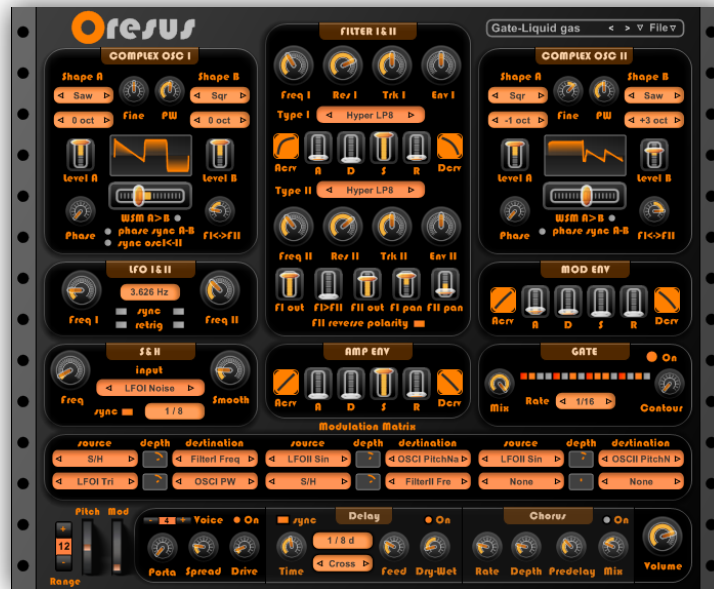 Oresus
Gate-Liquid gas < > ▽ File▽
COMPLEX OSC I
Shape A Shape B
Saw Sqr
Fine PW
0 oct 0 oct
Level A Level B
WSM A>B
Phase phase sync A-B FI<->FII
sync oscI<-II
FILTER I & II
Freq I Res I Trk I Env I
Type I Hyper LP8
Acrv A D S R Dcrv
Type II Hyper LP8
Freq II Res II Trk II Env II
FI out FI>FII FII out FI pan FII pan
FII reverse polarity
COMPLEX OSC II
Shape A Shape B
Sqr Saw
Fine PW
-1 oct +3 oct
Level A Level B
WSM A>B
Phase phase sync A-B FI<->FII
LFO I & II
3.626 Hz
Freq I sync Freq II
retrig
MOD ENV
Acrv A D S R Dcrv
S&H
input
LFOI Noise
Freq Smooth
sync 1 / 8
AMP ENV
Acrv A D S R Dcrv
GATE
On
Mix Rate 1/16 Contour
Modulation Matrix
source depth destination source depth destination source depth destination
S/H FilterI Freq LFOII Sin OSCI PitchNa LFOII Sin OSCII PitchN
LFOI Tri OSCI PW S/H FilterII Fre None None
Pitch Mod
+ 12 -
Range
- 4 + Voice On
Porta Spread Drive
sync Delay On
1 / 8 d
Cross
Time Feed Dry-Wet
Chorus On
Rate Depth Predelay Mix
Volume